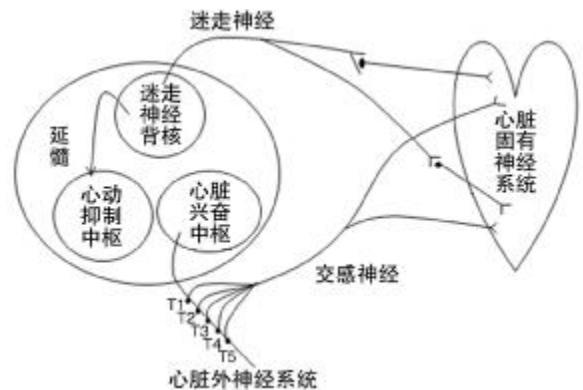 迷走神经
迷走
神经
背核
延
髓
心动
抑制
中枢
心脏
兴奋
中枢
心脏
固有
神经
系统
交感神经
T1
T2
T3
T4
T5
心脏外神经系统